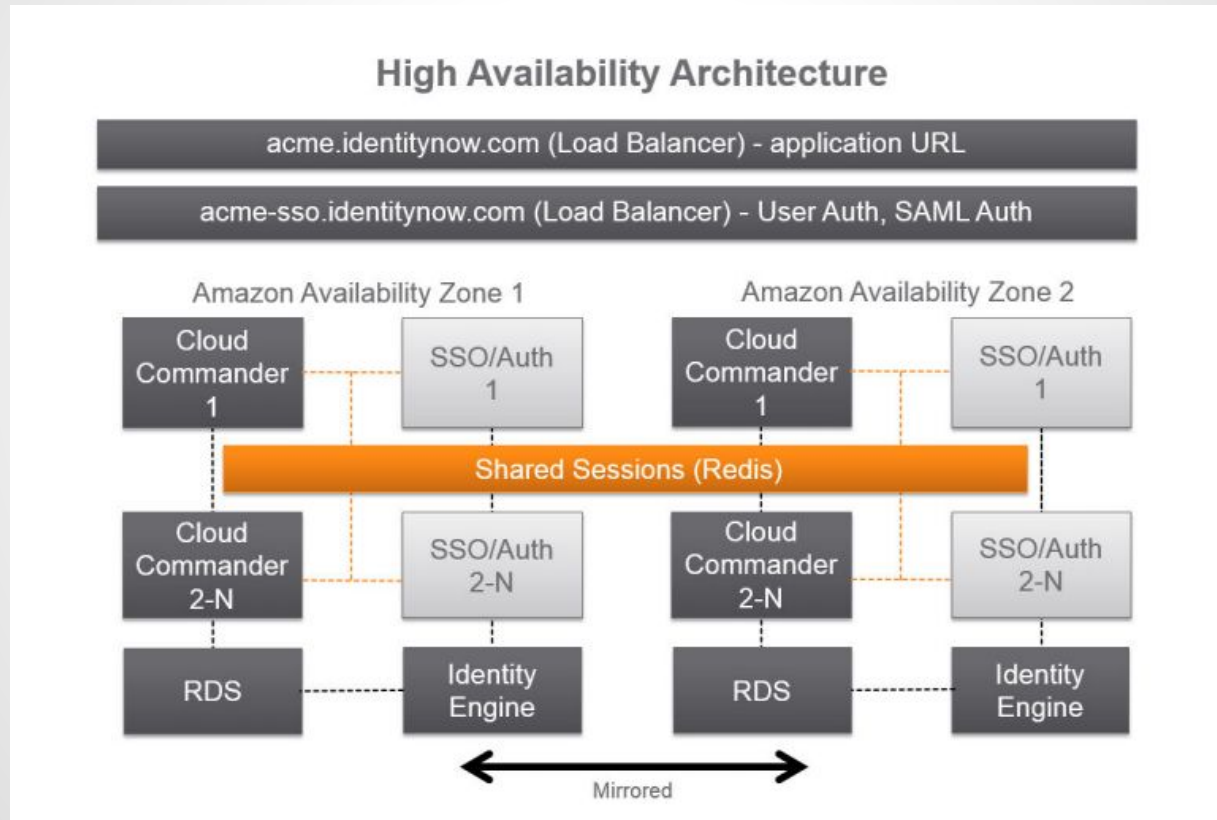 High Availability Architecture
acme.identitynow.com (Load Balancer) - application URL
acme-sso.identitynow.com (Load Balancer) - User Auth, SAML Auth
Amazon Availability Zone 1
Amazon Availability Zone 2
Cloud
Commander
1
SSO/Auth
1
Cloud
Commander
1
SSO/Auth
1
Shared Sessions (Redis)
Cloud
Commander
2-N
SSO/Auth
2-N
Cloud
Commander
2-N
SSO/Auth
2-N
RDS
Identity
Engine
RDS
Identity
Engine
Mirrored